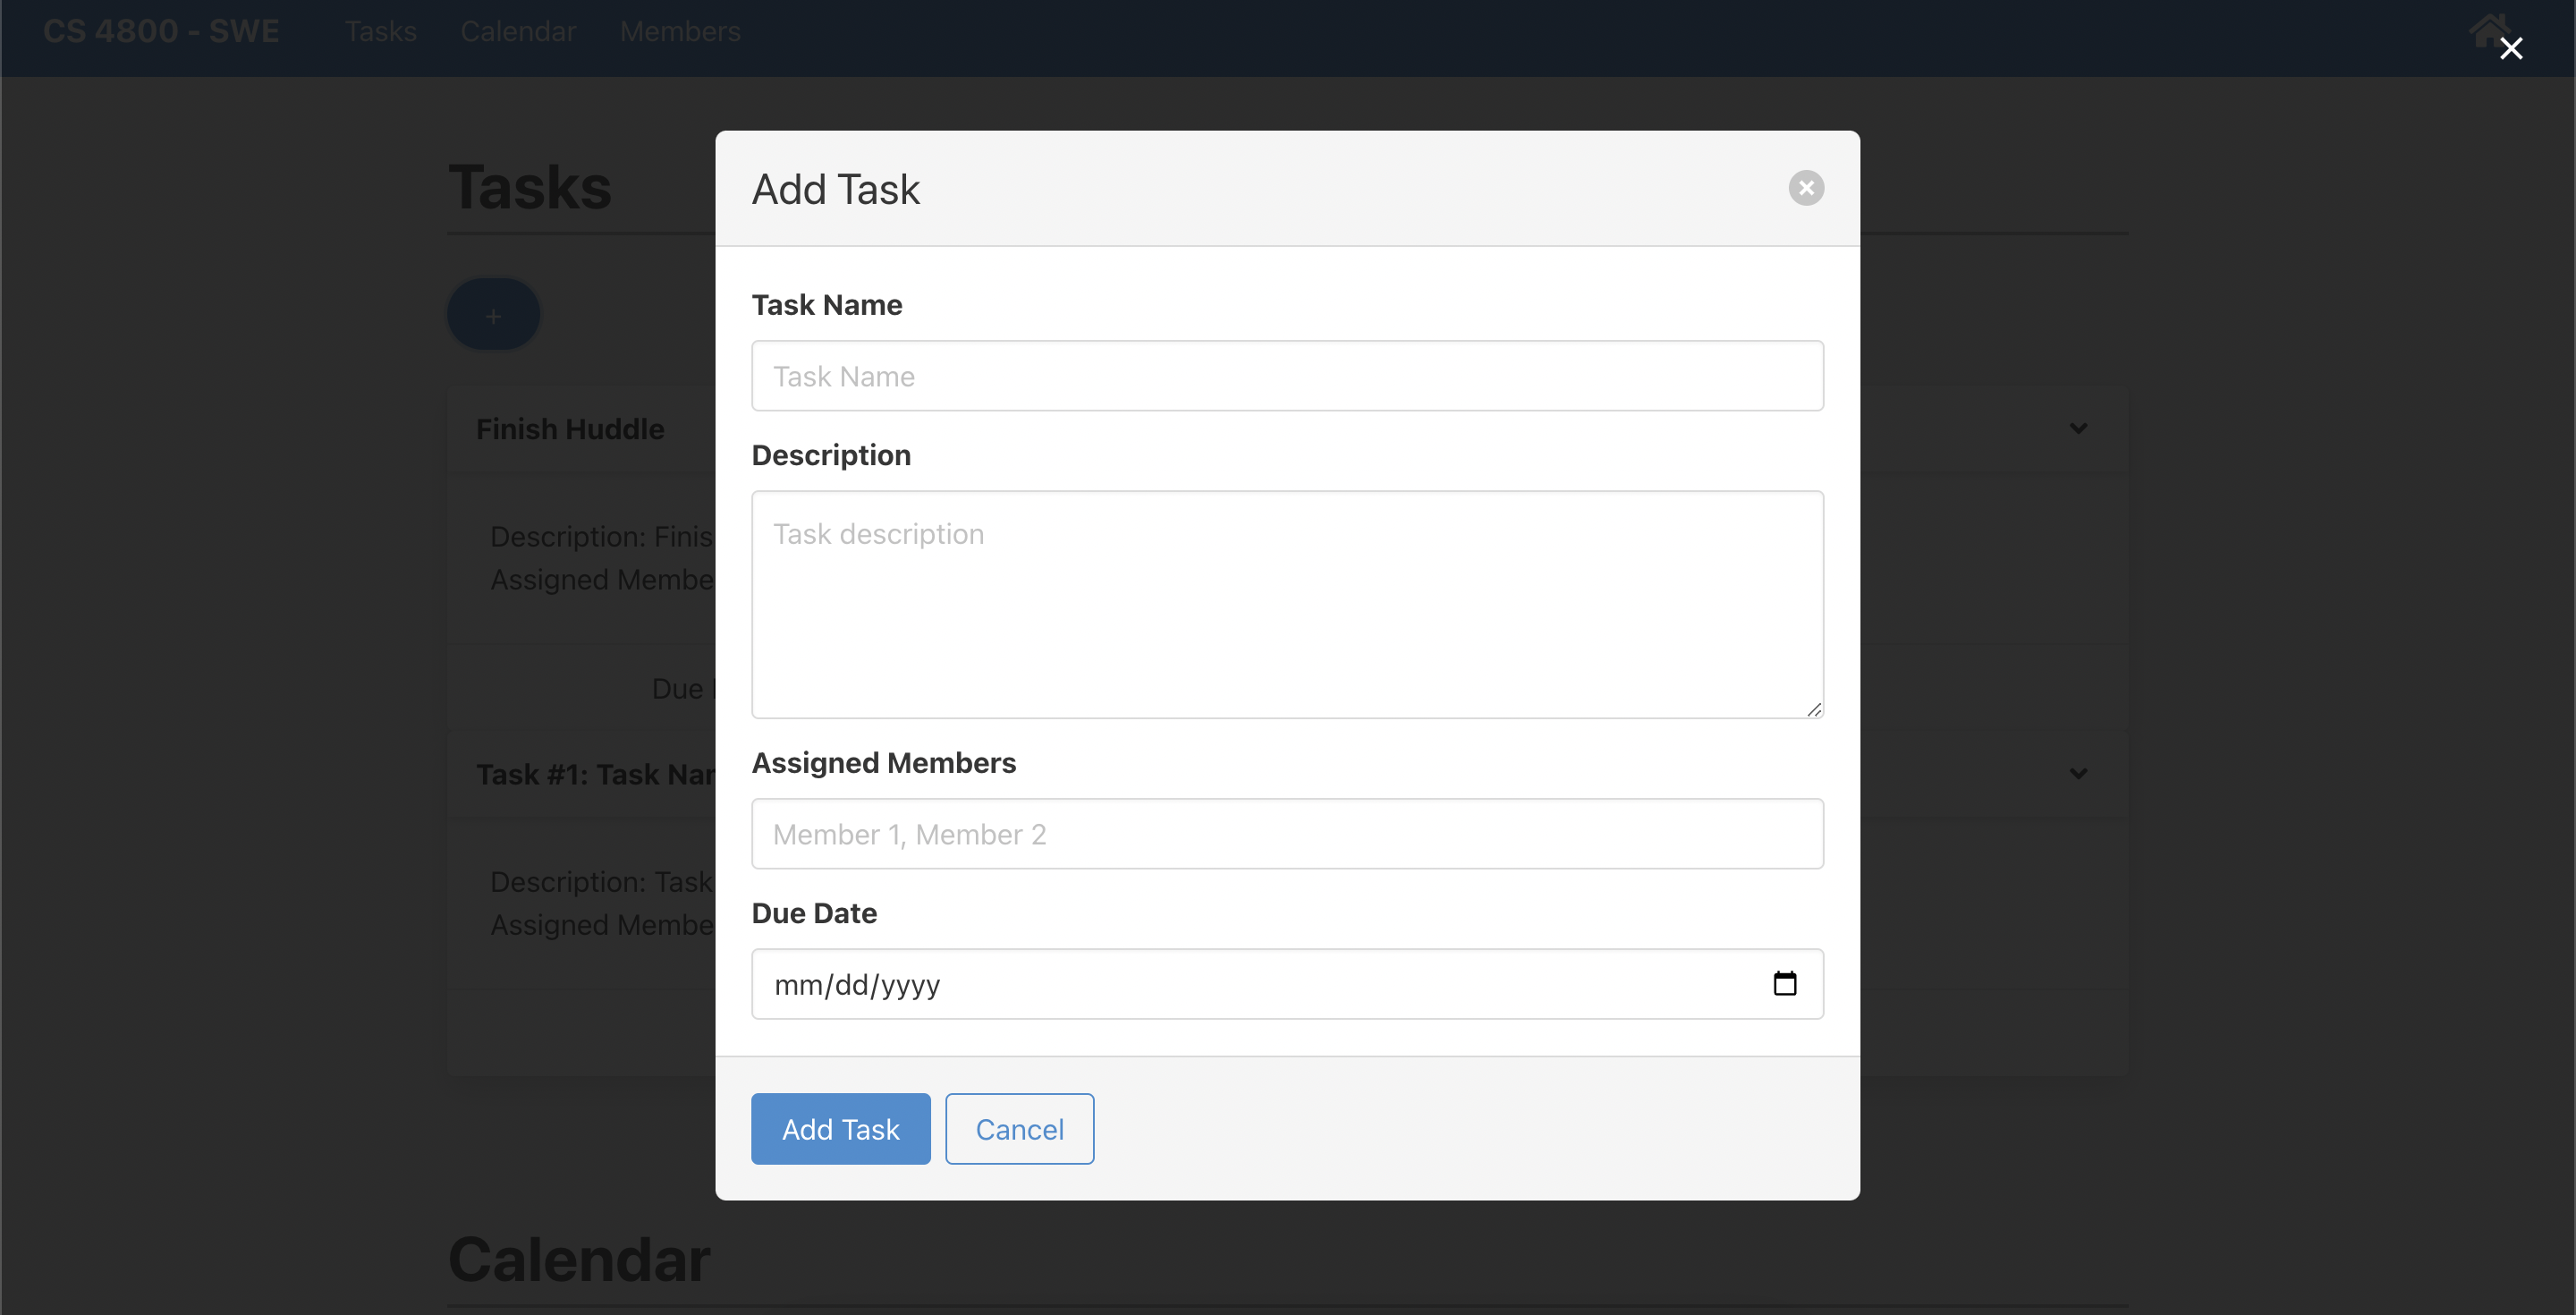 CS 4800 - SWE Tasks Calendar Members
Tasks
+
Finish Huddle
Description: Finis
Assigned Membe
Due
Task #1: Task Nar
Description: Task
Assigned Membe
Calendar
Add Task
Task Name
Task Name
Description
Task description
Assigned Members
Member 1, Member 2
Due Date
mm/dd/yyyy
Add Task Cancel